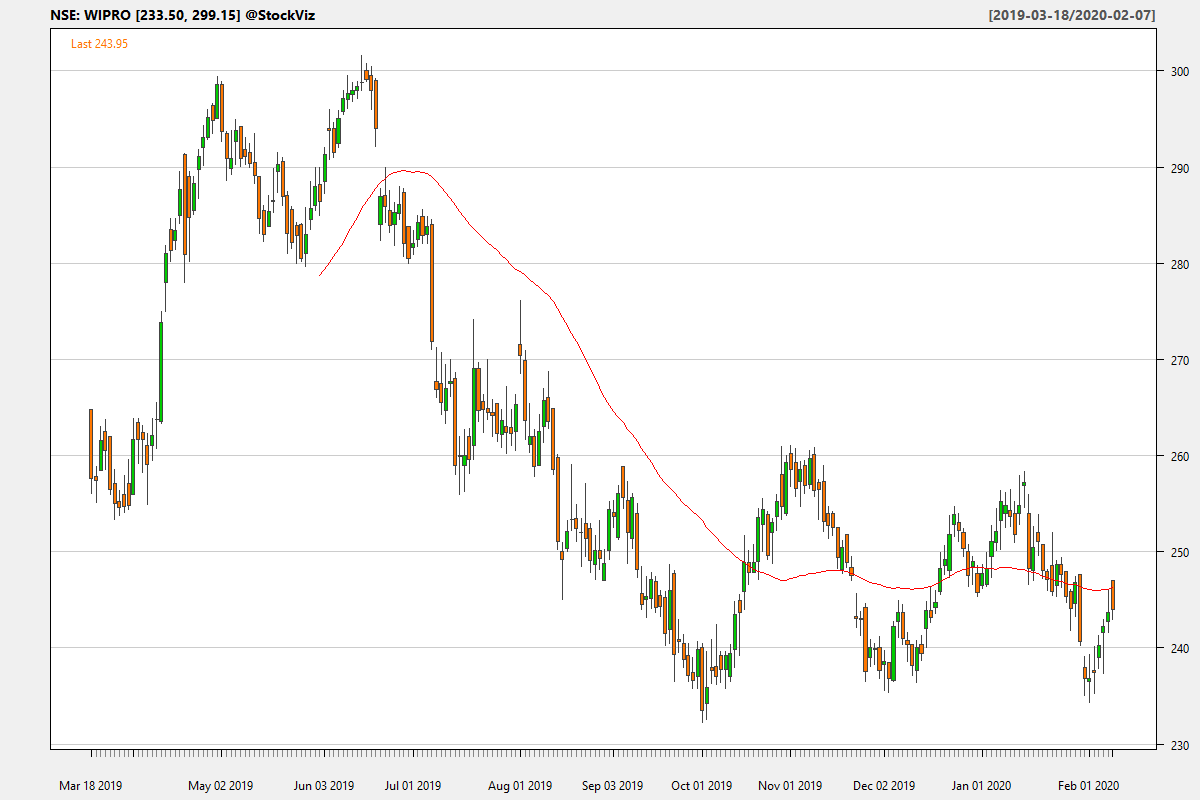 NSE: WIPRO [233.50, 299.15] @StockViz
[2019-03-18/2020-02-07]
Last 243.95
300
290
280
270
260
250
240
230
Mar 18 2019
May 02 2019
Jun 03 2019
Jul 01 2019
Aug 01 2019
Sep 03 2019
Oct 01 2019
Nov 01 2019
Dec 02 2019
Jan 01 2020
Feb 01 2020